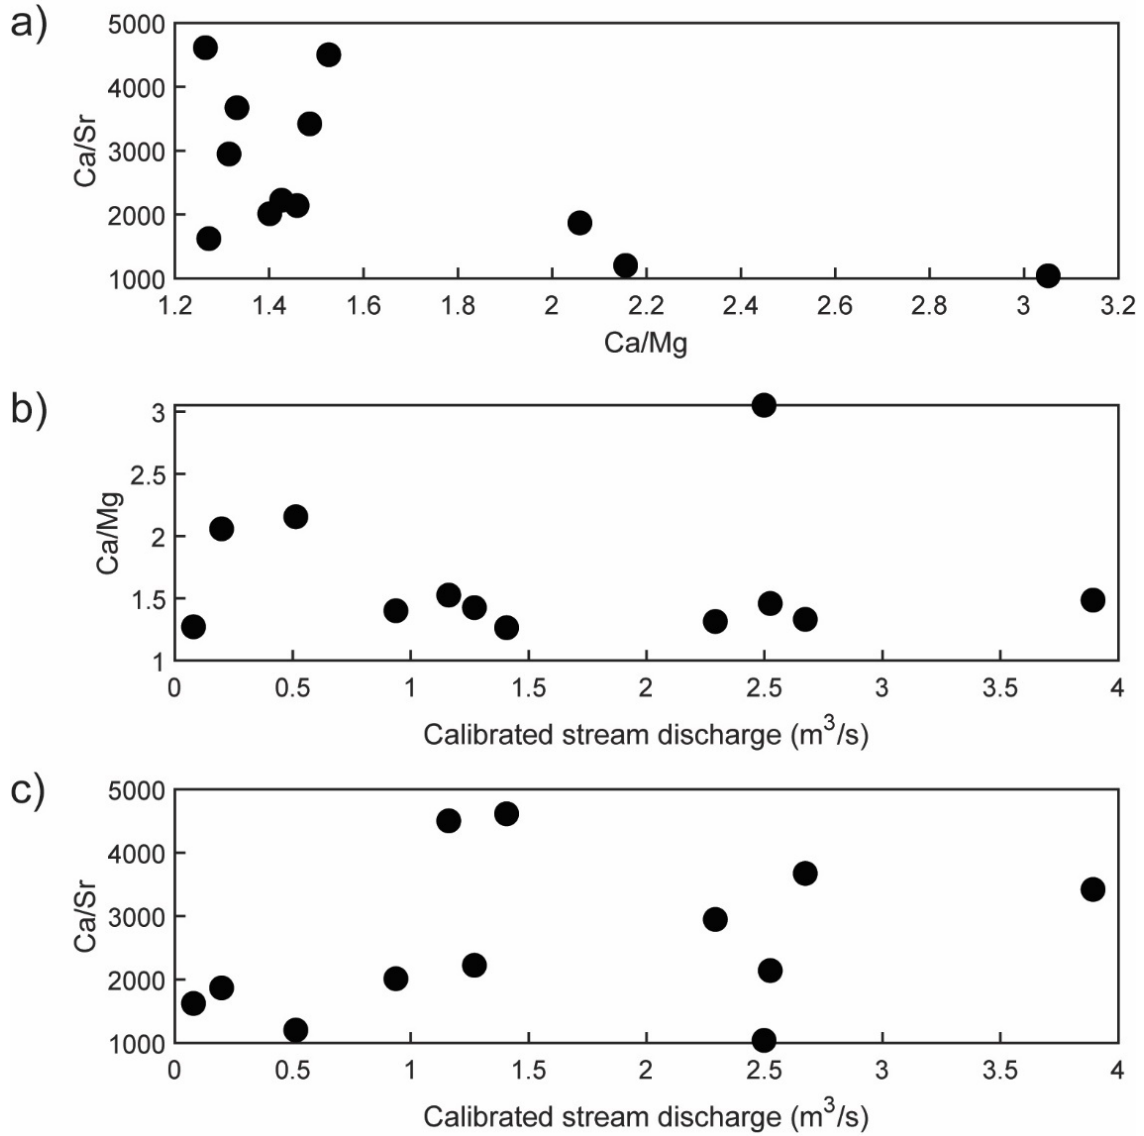 a)
5000
4000
3000
2000
1000
Ca/Sr
1.2 1.4 1.6 1.8 2 2.2 2.4 2.6 2.8 3 3.2
Ca/Mg
b)
3
2.5
2
1.5
1
Ca/Mg
0 0.5 1 1.5 2 2.5 3 3.5 4
Calibrated stream discharge (m³/s)
c)
5000
4000
3000
2000
1000
Ca/Sr
0 0.5 1 1.5 2 2.5 3 3.5 4
Calibrated stream discharge (m³/s)